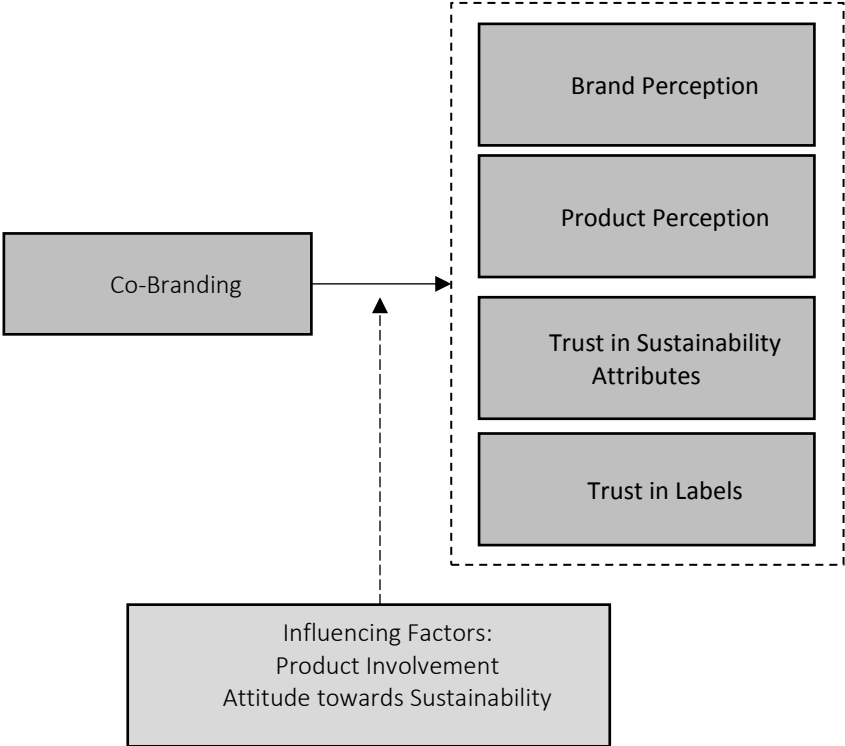 Brand Perception
Product Perception
Co-Branding
Trust in Sustainability
Attributes
Trust in Labels
Influencing Factors:
Product Involvement
Attitude towards Sustainability